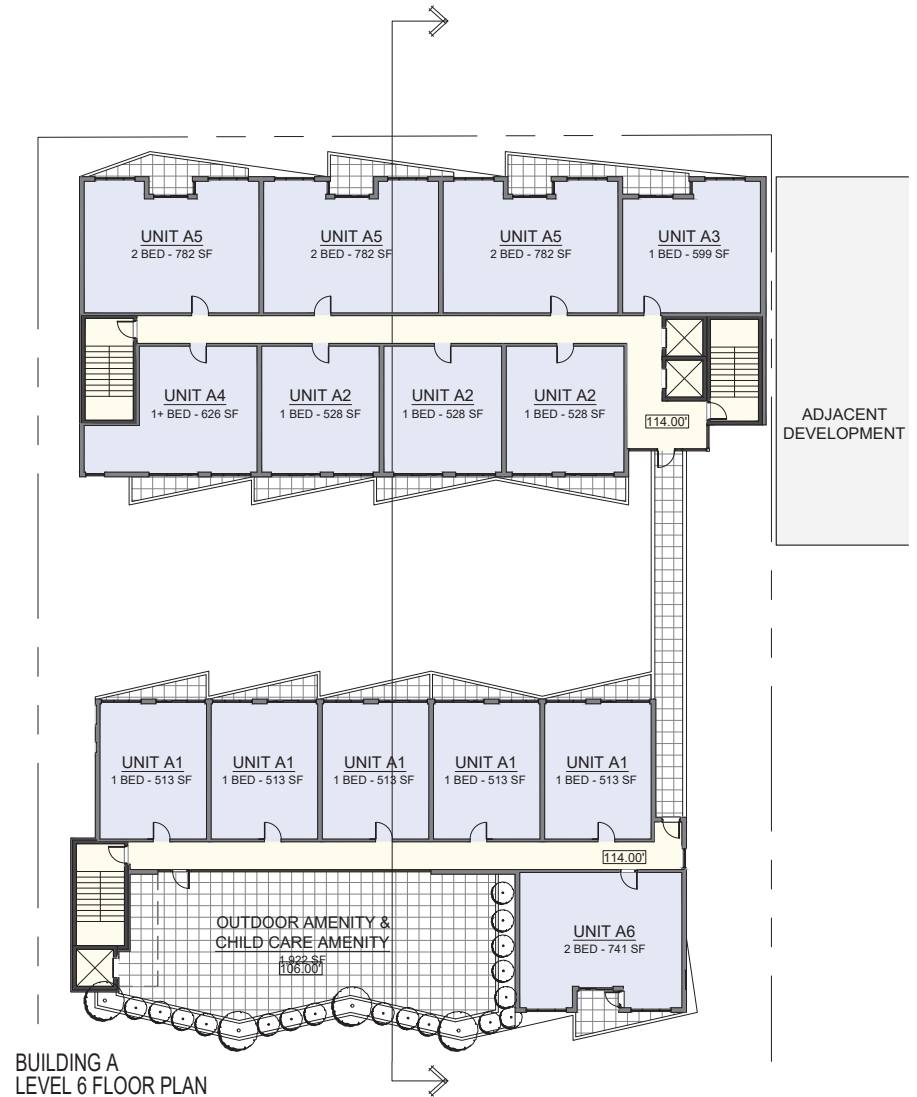 UNIT A5
2 BED - 782 SF
UNIT A5
2 BED - 782 SF
UNIT A5
2 BED - 782 SF
UNIT A3
1 BED - 599 SF
UNIT A4
1+ BED - 626 SF
UNIT A2
1 BED - 528 SF
UNIT A2
1 BED - 528 SF
UNIT A2
1 BED - 528 SF
114.00'
ADJACENT
DEVELOPMENT
UNIT A1
1 BED - 513 SF
UNIT A1
1 BED - 513 SF
UNIT A1
1 BED - 513 SF
UNIT A1
1 BED - 513 SF
UNIT A1
1 BED - 513 SF
114.00'
OUTDOOR AMENITY &
CHILD CARE AMENITY
1,922 SF
106.00'
UNIT A6
2 BED - 741 SF
BUILDING A
LEVEL 6 FLOOR PLAN